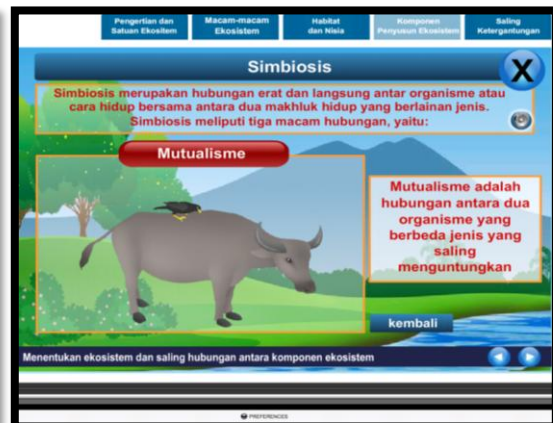 Pengertian dan
Satuan Ekositem
Macam-macam
Ekosistem
Habitat
dan Nisia
Komponen
Penyusun Ekosistem
Saling
Ketergantungan
Simbiosis
X
Simbiosis merupakan hubungan erat dan langsung antar organisme atau
cara hidup bersama antara dua makhluk hidup yang berlainan jenis.
Simbiosis meliputi tiga macam hubungan, yaitu:
Mutualisme
Mutualisme adalah
hubungan antara dua
organisme yang
berbeda jenis yang
saling
menguntungkan
kembali
Menentukan ekosistem dan saling hubungan antara komponen ekosistem
PREFERENCES